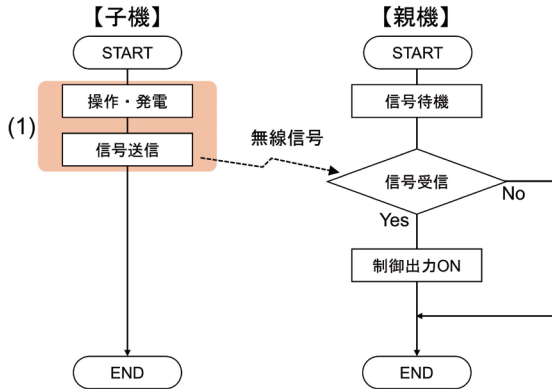 【子機】
【親機】
START
START
操作・発電
信号待機
(1)
信号送信
無線信号
信号受信
No
Yes
制御出力ON
END
END